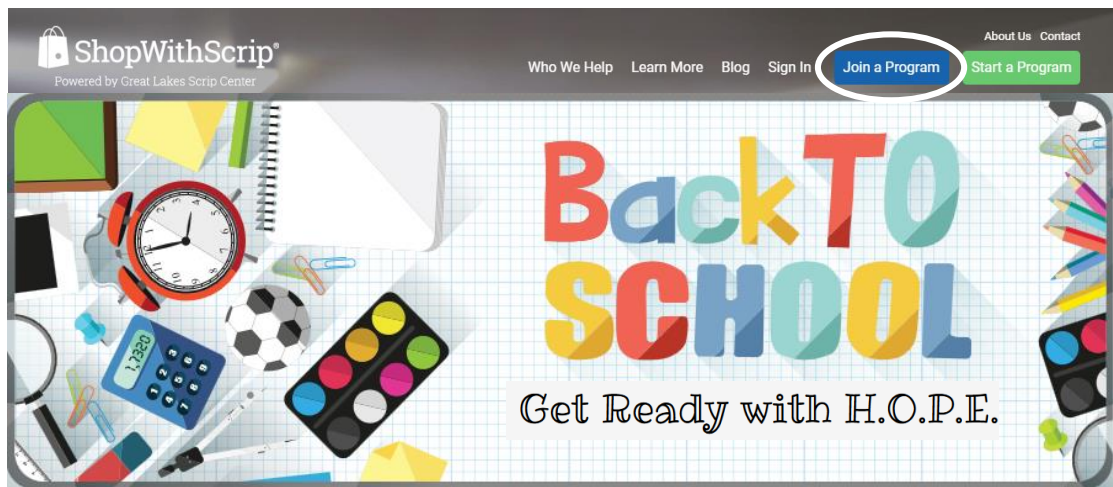 About Us Contact
ShopWithScrip®
Powered by Great Lakes Scrip Center
Who We Help Learn More Blog Sign In Join a Program Start a Program
Back TO
SCHOOL
Get Ready with H.O.P.E.
1,7320